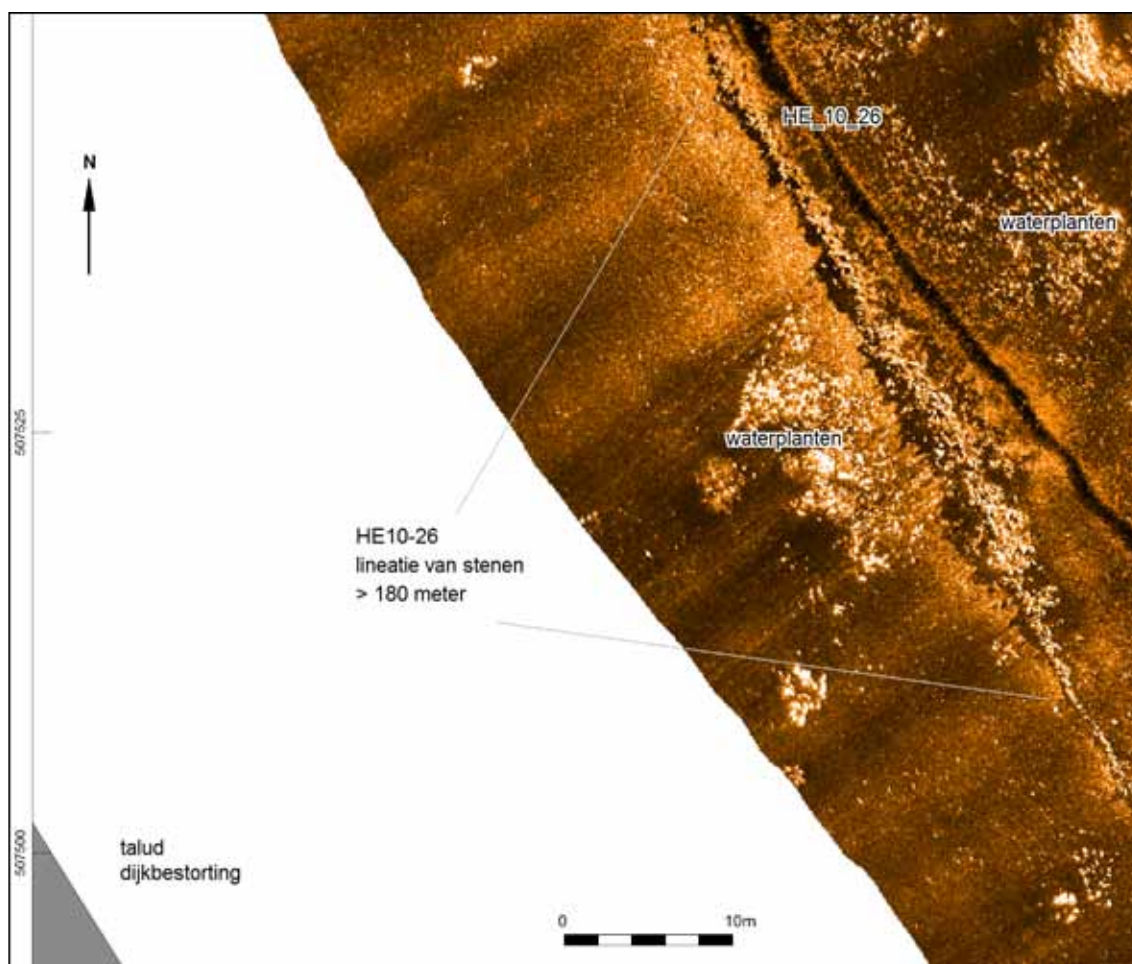 N
HE_10_26
waterplanten
507525
waterplanten
HE10-26
lineatie van stenen
> 180 meter
507500
talud
dijkbestorting
0
10m